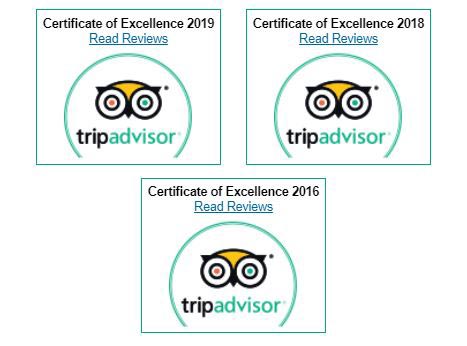 Certificate of Excellence 2019
Read Reviews
tripadvisor®
Certificate of Excellence 2018
Read Reviews
tripadvisor®
Certificate of Excellence 2016
Read Reviews
tripadvisor®